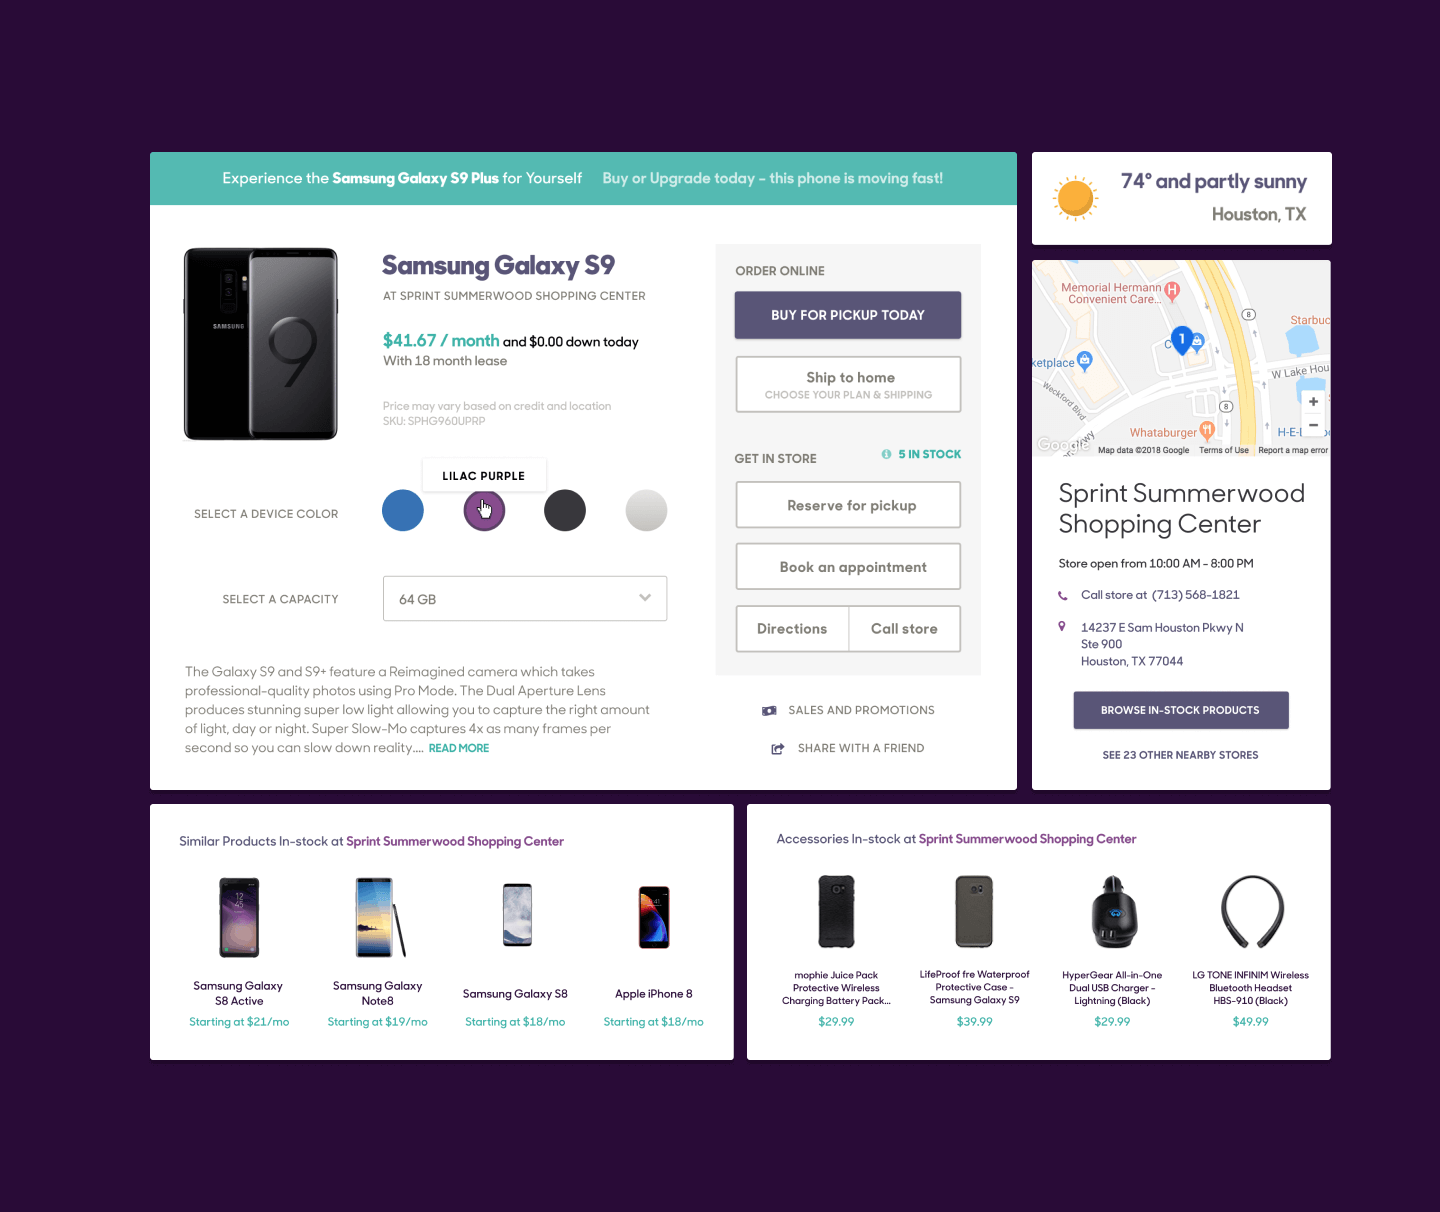 Experience the Samsung Galaxy S9 Plus for Yourself Buy or Upgrade today - this phone is moving fast!
SAMSUNG
9
Samsung Galaxy S9
AT SPRINT SUMMERWOOD SHOPPING CENTER
$41.67 / month and $0.00 down today
With 18 month lease
Price may vary based on credit and location
SKU: SPHG960UPRP
LILAC PURPLE
SELECT A DEVICE COLOR
SELECT A CAPACITY
64 GB
The Galaxy S9 and S9+ feature a Reimagined camera which takes
professional-quality photos using Pro Mode. The Dual Aperture Lens
produces stunning super low light allowing you to capture the right amount
of light, day or night. Super Slow-Mo captures 4x as many frames per
second so you can slow down reality.... READ MORE
ORDER ONLINE
BUY FOR PICKUP TODAY
Ship to home
CHOOSE YOUR PLAN & SHIPPING
GET IN STORE
5 IN STOCK
Reserve for pickup
Book an appointment
Directions
Call store
SALES AND PROMOTIONS
SHARE WITH A FRIEND
74° and partly sunny
Houston, TX
Memorial Hermann
Convenient Care...
H
8
Starbuc
1
C
ketplace
W Lake Hou
Weckford Blvd
8
+
−
Whataburger
H-E-
Google
Map data ©2018 Google Terms of Use Report a map error
Sprint Summerwood
Shopping Center
Store open from 10:00 AM - 8:00 PM
Call store at (713) 568-1821
14237 E Sam Houston Pkwy N
Ste 900
Houston, TX 77044
BROWSE IN-STOCK PRODUCTS
SEE 23 OTHER NEARBY STORES
Similar Products In-stock at Sprint Summerwood Shopping Center
12
45
Samsung Galaxy
S8 Active
Starting at $21/mo
Samsung Galaxy
Note8
Starting at $19/mo
Samsung Galaxy S8
Starting at $18/mo
Apple iPhone 8
Starting at $18/mo
Accessories In-stock at Sprint Summerwood Shopping Center
mophie Juice Pack
Protective Wireless
Charging Battery Pack...
$29.99
LifeProof fre Waterproof
Protective Case -
Samsung Galaxy S9
$39.99
HyperGear All-in-One
Dual USB Charger -
Lightning (Black)
$29.99
LG TONE INFINIM Wireless
Bluetooth Headset
HBS-910 (Black)
$49.99